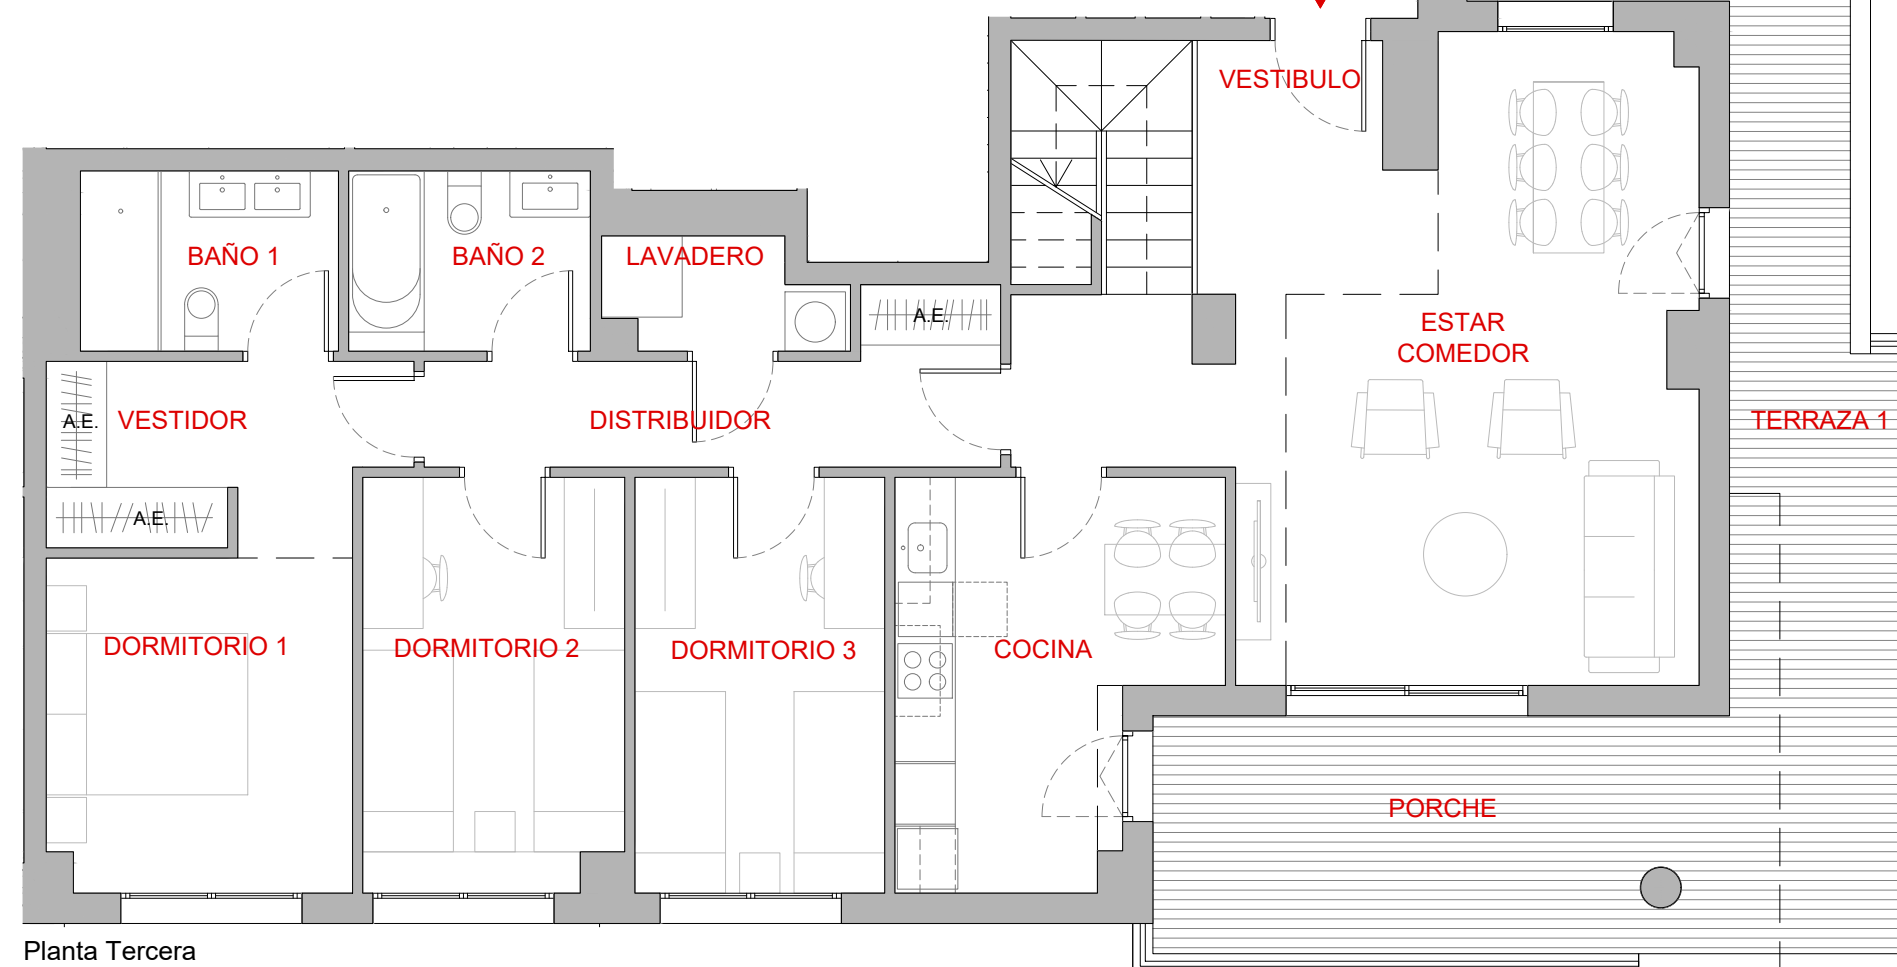 VESTIBULO
BAÑO 1
BAÑO 2
LAVADERO
A.E.
ESTAR
COMEDOR
A.E.
VESTIDOR
DISTRIBUIDOR
TERRAZA 1
A.E.
DORMITORIO 1
DORMITORIO 2
DORMITORIO 3
COCINA
PORCHE
Planta Tercera